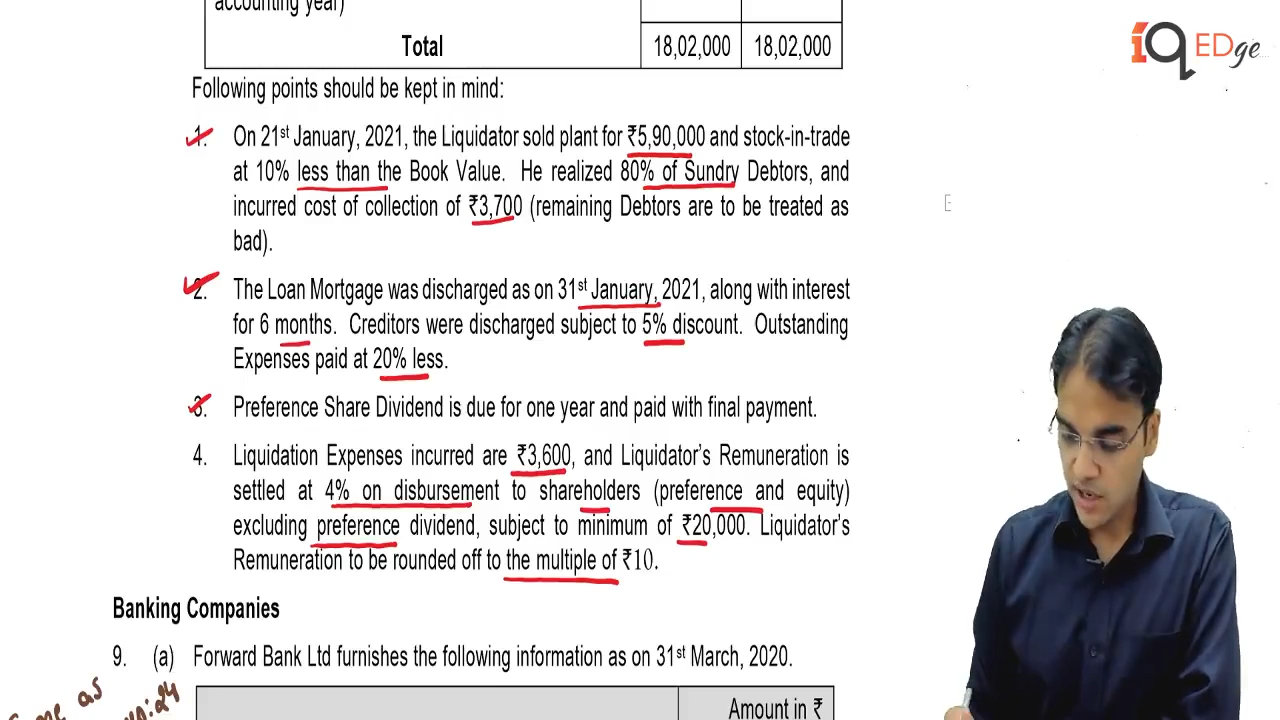 accounting year)
Total 18,02,000 18,02,000
iQ EDge
Following points should be kept in mind:
1. On 21st January, 2021, the Liquidator sold plant for ₹5,90,000 and stock-in-trade
at 10% less than the Book Value. He realized 80% of Sundry Debtors, and
incurred cost of collection of ₹3,700 (remaining Debtors are to be treated as
bad).
2. The Loan Mortgage was discharged as on 31st January, 2021, along with interest
for 6 months. Creditors were discharged subject to 5% discount. Outstanding
Expenses paid at 20% less.
3. Preference Share Dividend is due for one year and paid with final payment.
4. Liquidation Expenses incurred are ₹3,600, and Liquidator's Remuneration is
settled at 4% on disbursement to shareholders (preference and equity)
excluding preference dividend, subject to minimum of ₹20,000. Liquidator's
Remuneration to be rounded off to the multiple of ₹10.
Banking Companies
9. (a) Forward Bank Ltd furnishes the following information as on 31st March, 2020.
as
24
Amount in ₹